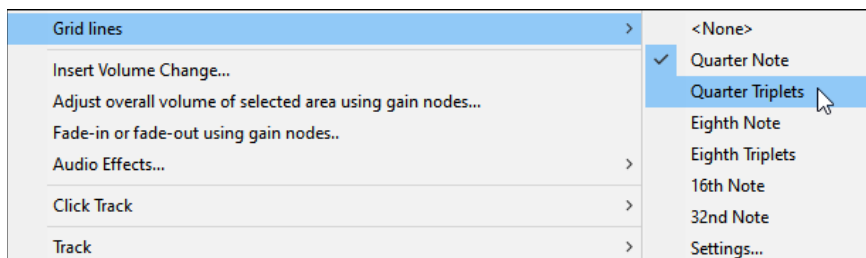 Grid lines
Insert Volume Change...
Adjust overall volume of selected area using gain nodes...
Fade-in or fade-out using gain nodes..
Audio Effects...
Click Track
Track
<None>
Quarter Note
Quarter Triplets
Eighth Note
Eighth Triplets
16th Note
32nd Note
Settings...